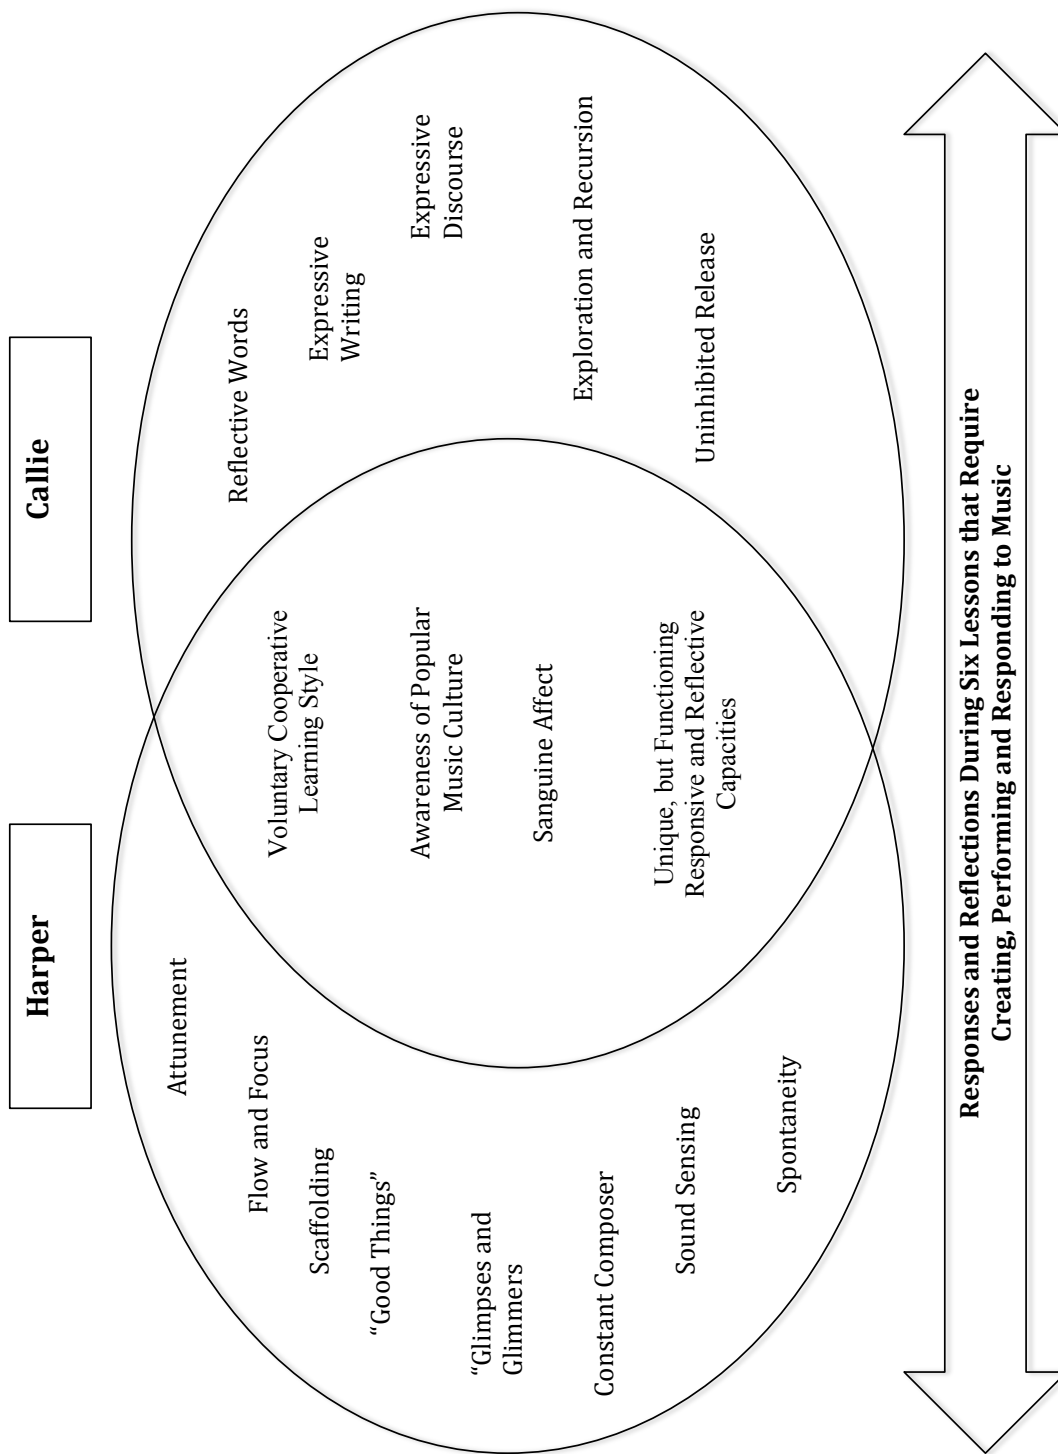 Harper
Callie
Attunement
Flow and Focus
Scaffolding
“Good Things”
“Glimpses and
Glimmers
Constant Composer
Sound Sensing
Spontaneity
Voluntary Cooperative
Learning Style
Awareness of Popular
Music Culture
Sanguine Affect
Unique, but Functioning
Responsive and Reflective
Capacities
Reflective Words
Expressive
Writing
Expressive
Discourse
Exploration and Recursion
Uninhibited Release
Responses and Reflections During Six Lessons that Require
Creating, Performing and Responding to Music